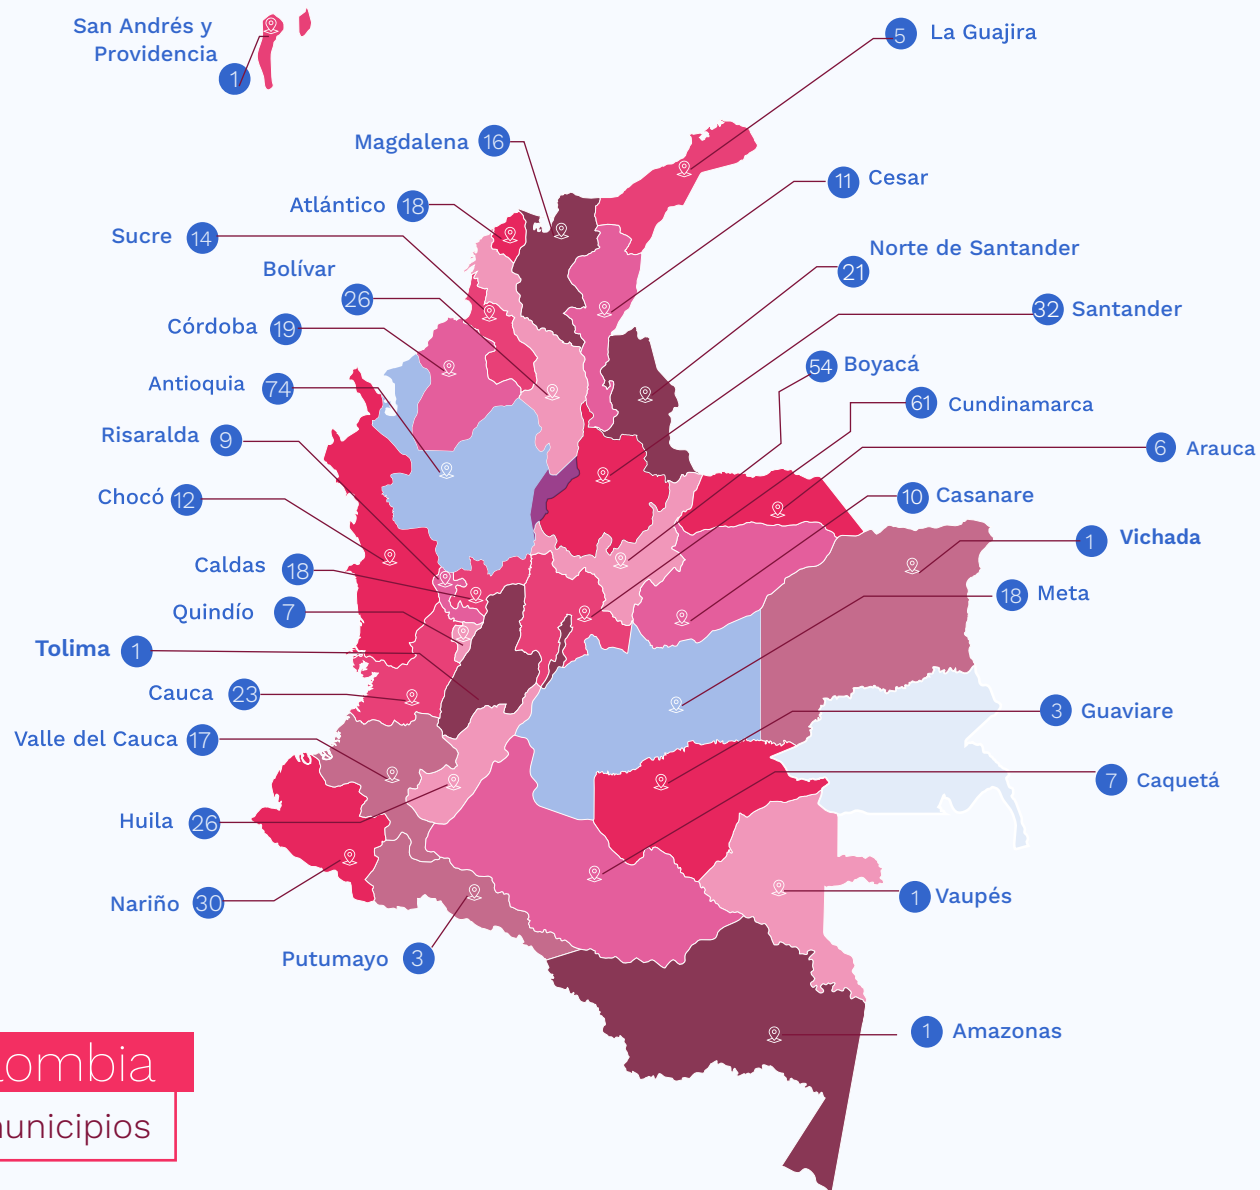 San Andrés y
Providencia
1
La Guajira
5
Magdalena
16
Cesar
11
Atlántico
18
Sucre
14
Norte de Santander
21
Bolívar
26
Santander
32
Córdoba
19
Boyacá
54
Antioquia
74
Cundinamarca
61
Risaralda
9
Arauca
6
Chocó
12
Casanare
10
Vichada
1
Caldas
18
Meta
18
Quindío
7
Tolima
1
Cauca
23
Guaviare
3
Valle del Cauca
17
Caquetá
7
Huila
26
Vaupés
1
Nariño
30
Putumayo
3
Amazonas
1
lombia
unicipios